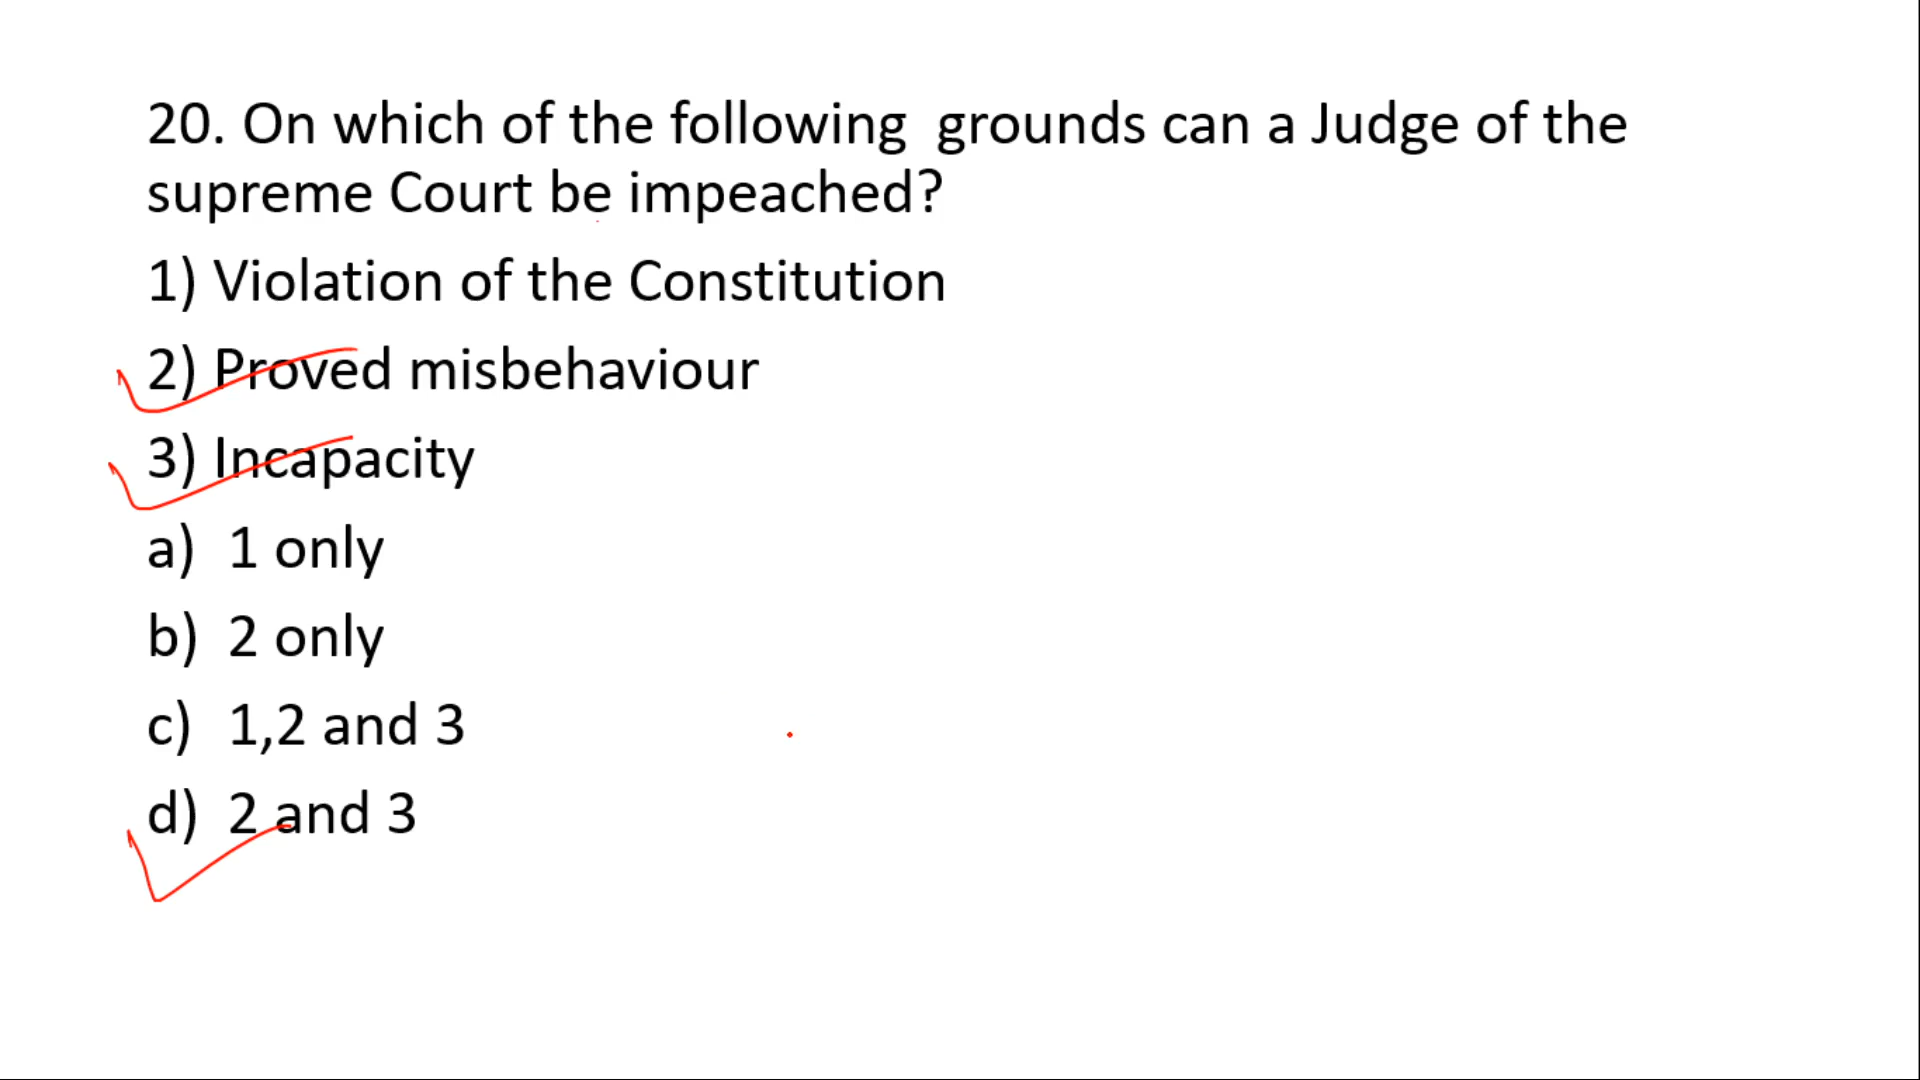 20. On which of the following grounds can a Judge of the
supreme Court be impeached?
1) Violation of the Constitution
2) Proved misbehaviour
3) Incapacity
a) 1 only
b) 2 only
c) 1,2 and 3
d) 2 and 3